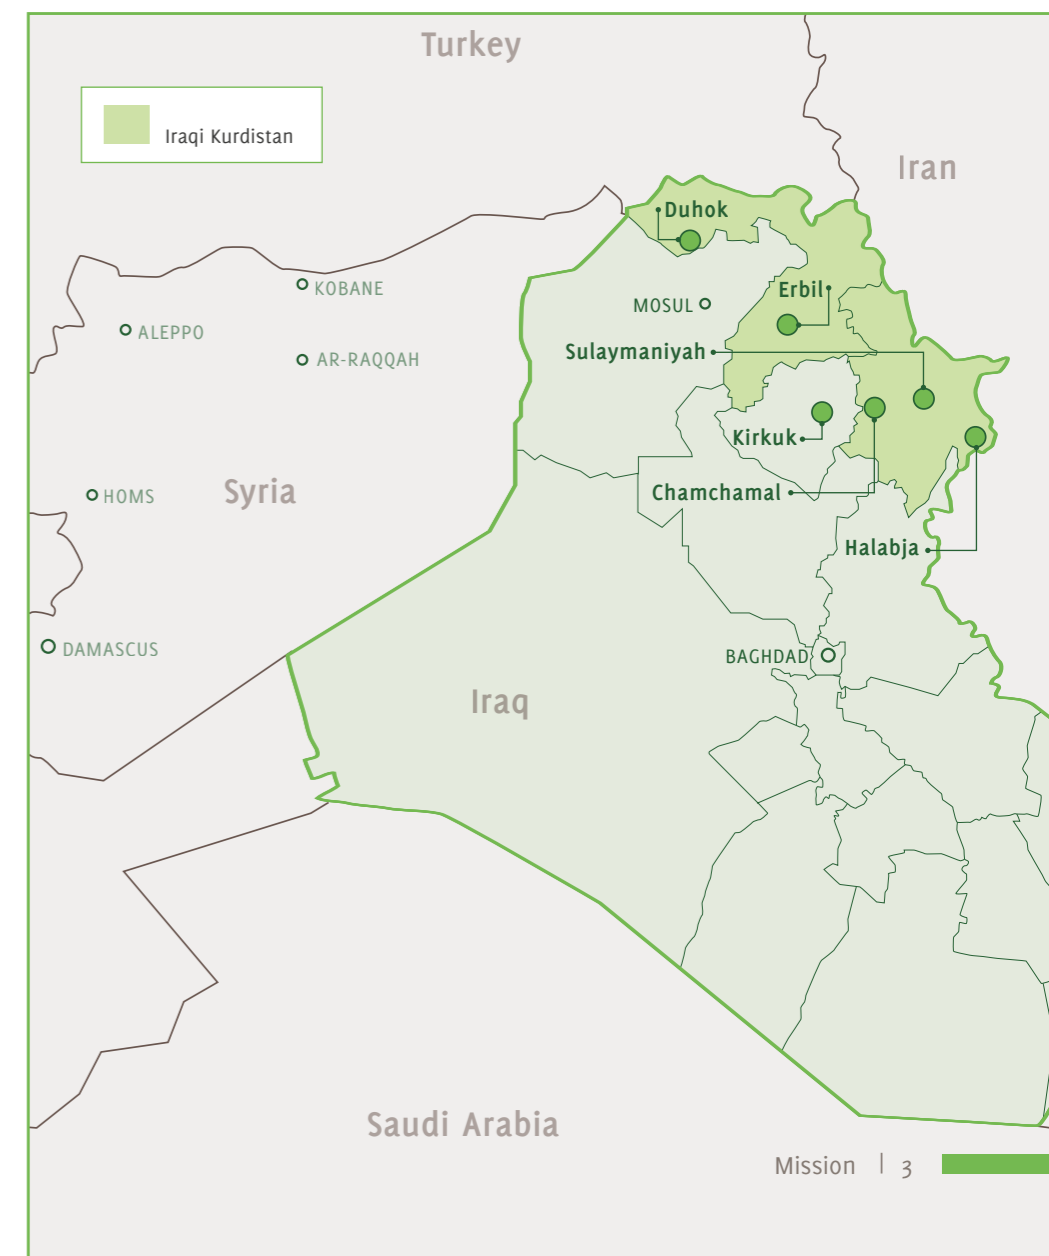 Turkey
Iraqi Kurdistan
Iran
Duhok
KOBANE
Erbil
MOSUL
ALEPPO
Sulaymaniyah
AR-RAQQAH
Kirkuk
Syria
HOMS
Chamchamal
Halabja
DAMASCUS
BAGHDAD
Iraq
Saudi Arabia
Mission | 3